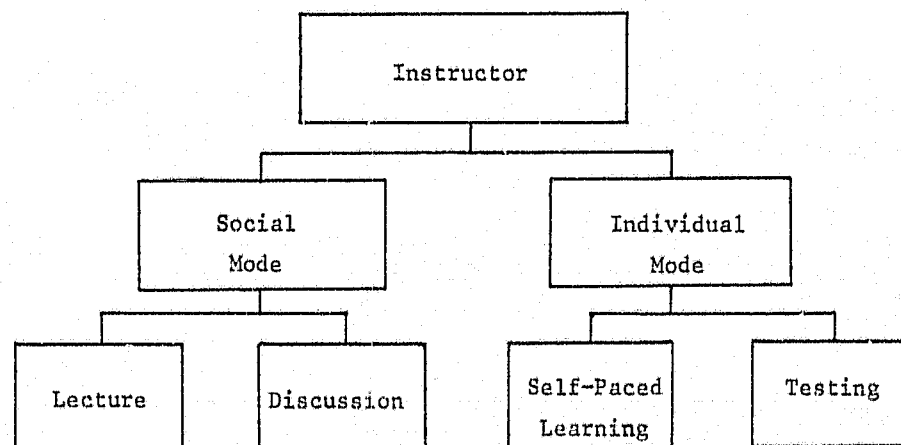 Instructor
Social
Mode
Individual
Mode
Lecture
Discussion
Self-Paced
Learning
Testing